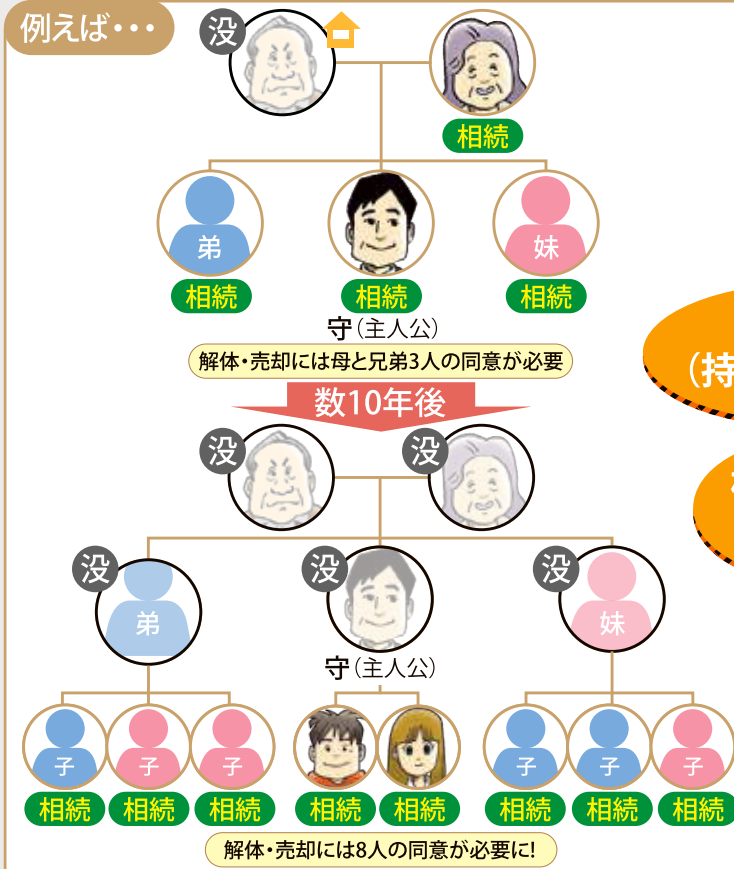 例えば・・・
没
相続
弟
妹
相続
相続
相続
守(主人公)
解体・売却には母と兄弟3人の同意が必要
(持
数10年後
没
没
没
没
没
弟
妹
守(主人公)
子
子
子
子
子
子
相続
相続
相続
相続
相続
相続
相続
相続
解体・売却には8人の同意が必要に!